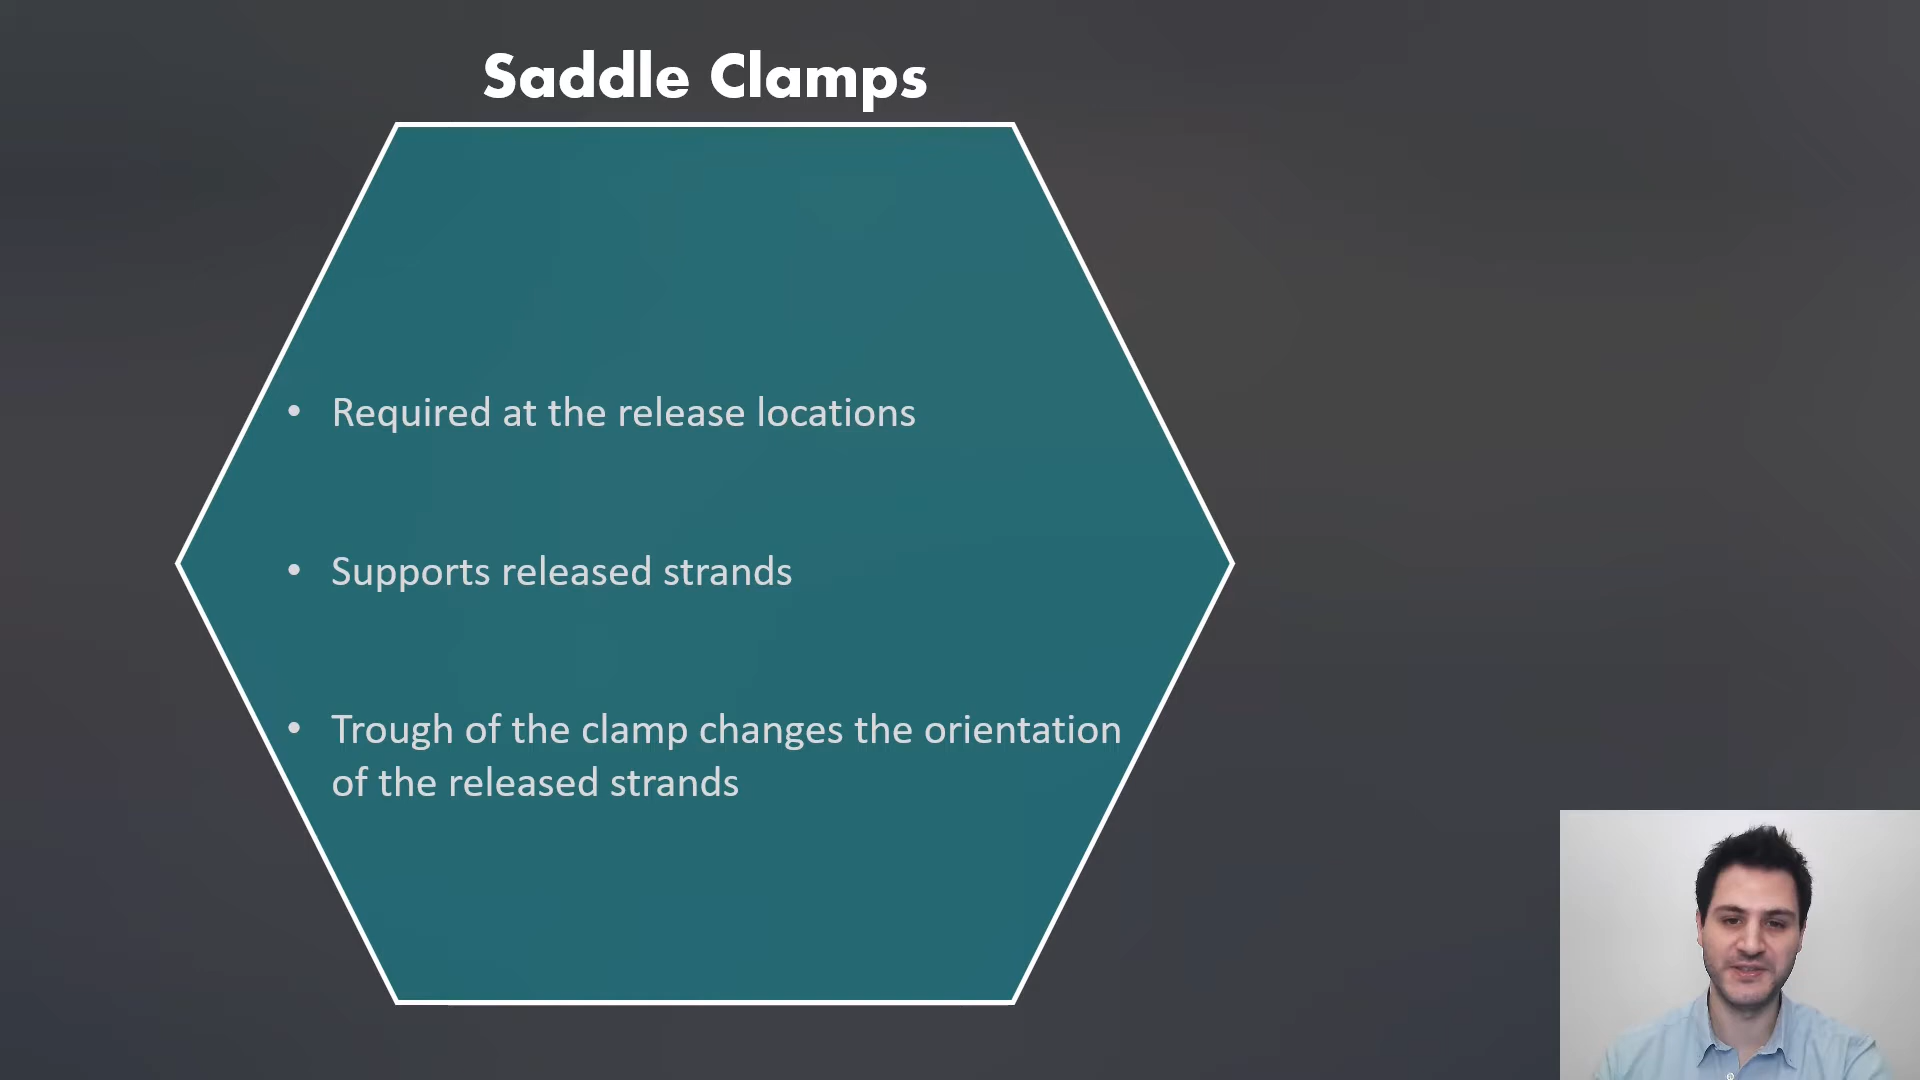 Saddle Clamps
• Required at the release locations
• Supports released strands
• Trough of the clamp changes the orientation
of the released strands